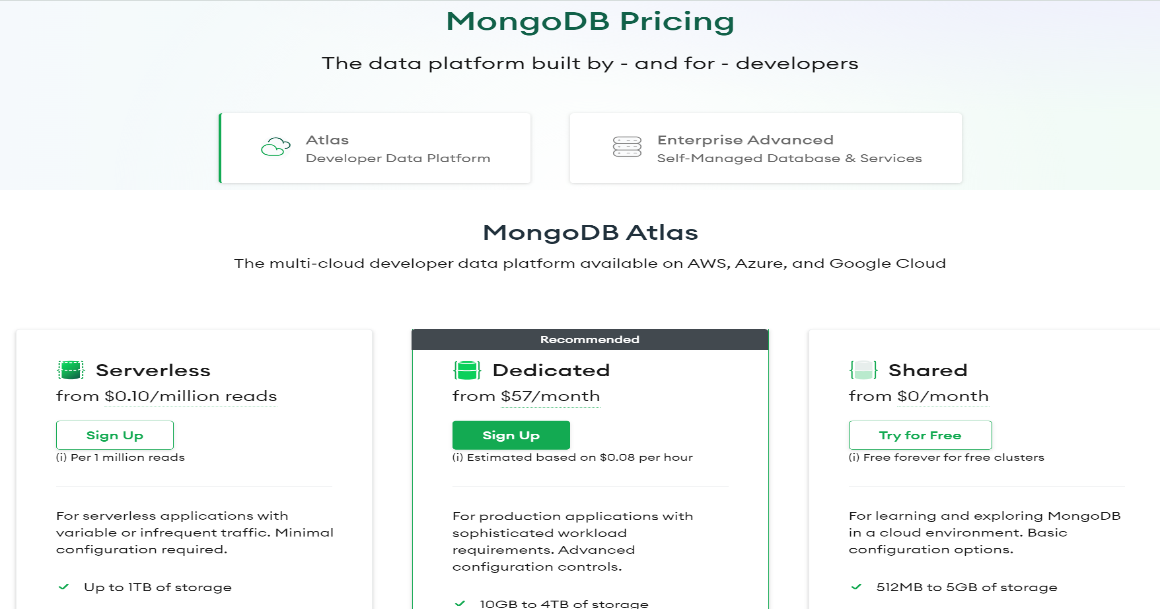 MongoDB Pricing
The data platform built by - and for - developers
Atlas
Developer Data Platform
Enterprise Advanced
Self-Managed Database & Services
MongoDB Atlas
The multi-cloud developer data platform available on AWS, Azure, and Google Cloud
Serverless
from $0.10/million reads
Sign Up
(i) Per 1 million reads
For serverless applications with
variable or infrequent traffic. Minimal
configuration required.
Up to 1TB of storage
Recommended
Dedicated
from $57/month
Sign Up
(i) Estimated based on $0.08 per hour
For production applications with
sophisticated workload
requirements. Advanced
configuration controls.
10GB to 4TB of storage
Shared
from $0/month
Try for Free
(i) Free forever for free clusters
For learning and exploring MongoDB
in a cloud environment. Basic
configuration options.
512MB to 5GB of storage